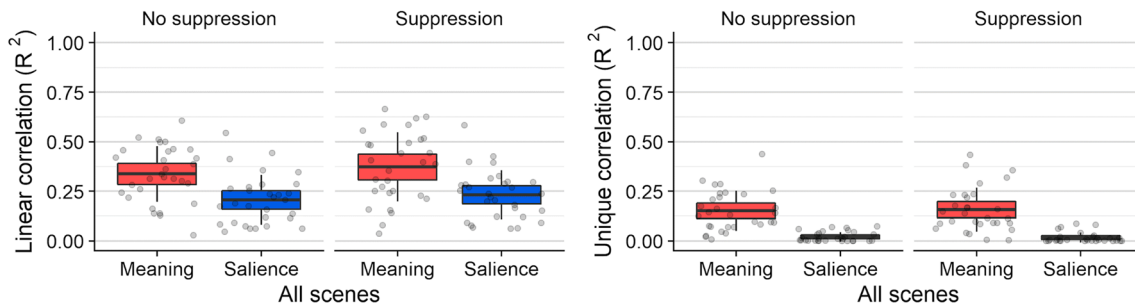 No suppression
Suppression
Linear correlation (R²)
1.00
0.75
0.50
0.25
0.00
Meaning
Salience
Meaning
Salience
All scenes
No suppression
Suppression
Unique correlation (R²)
1.00
0.75
0.50
0.25
0.00
Meaning
Salience
Meaning
Salience
All scenes